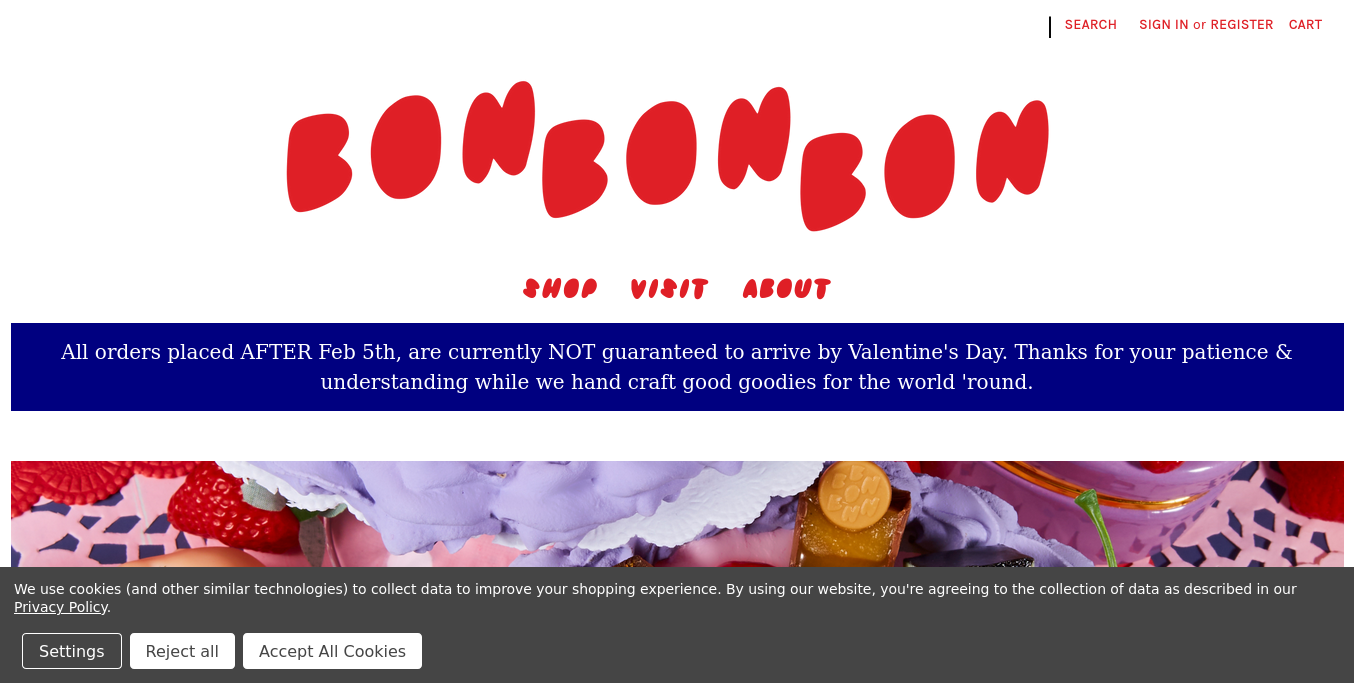 SEARCH SIGN IN or REGISTER CART
BONBONBON
SHOP VISIT ABOUT
All orders placed AFTER Feb 5th, are currently NOT guaranteed to arrive by Valentine's Day. Thanks for your patience &
understanding while we hand craft good goodies for the world 'round.
BON
BON
We use cookies (and other similar technologies) to collect data to improve your shopping experience. By using our website, you're agreeing to the collection of data as described in our
Privacy Policy.
Settings Reject all Accept All Cookies